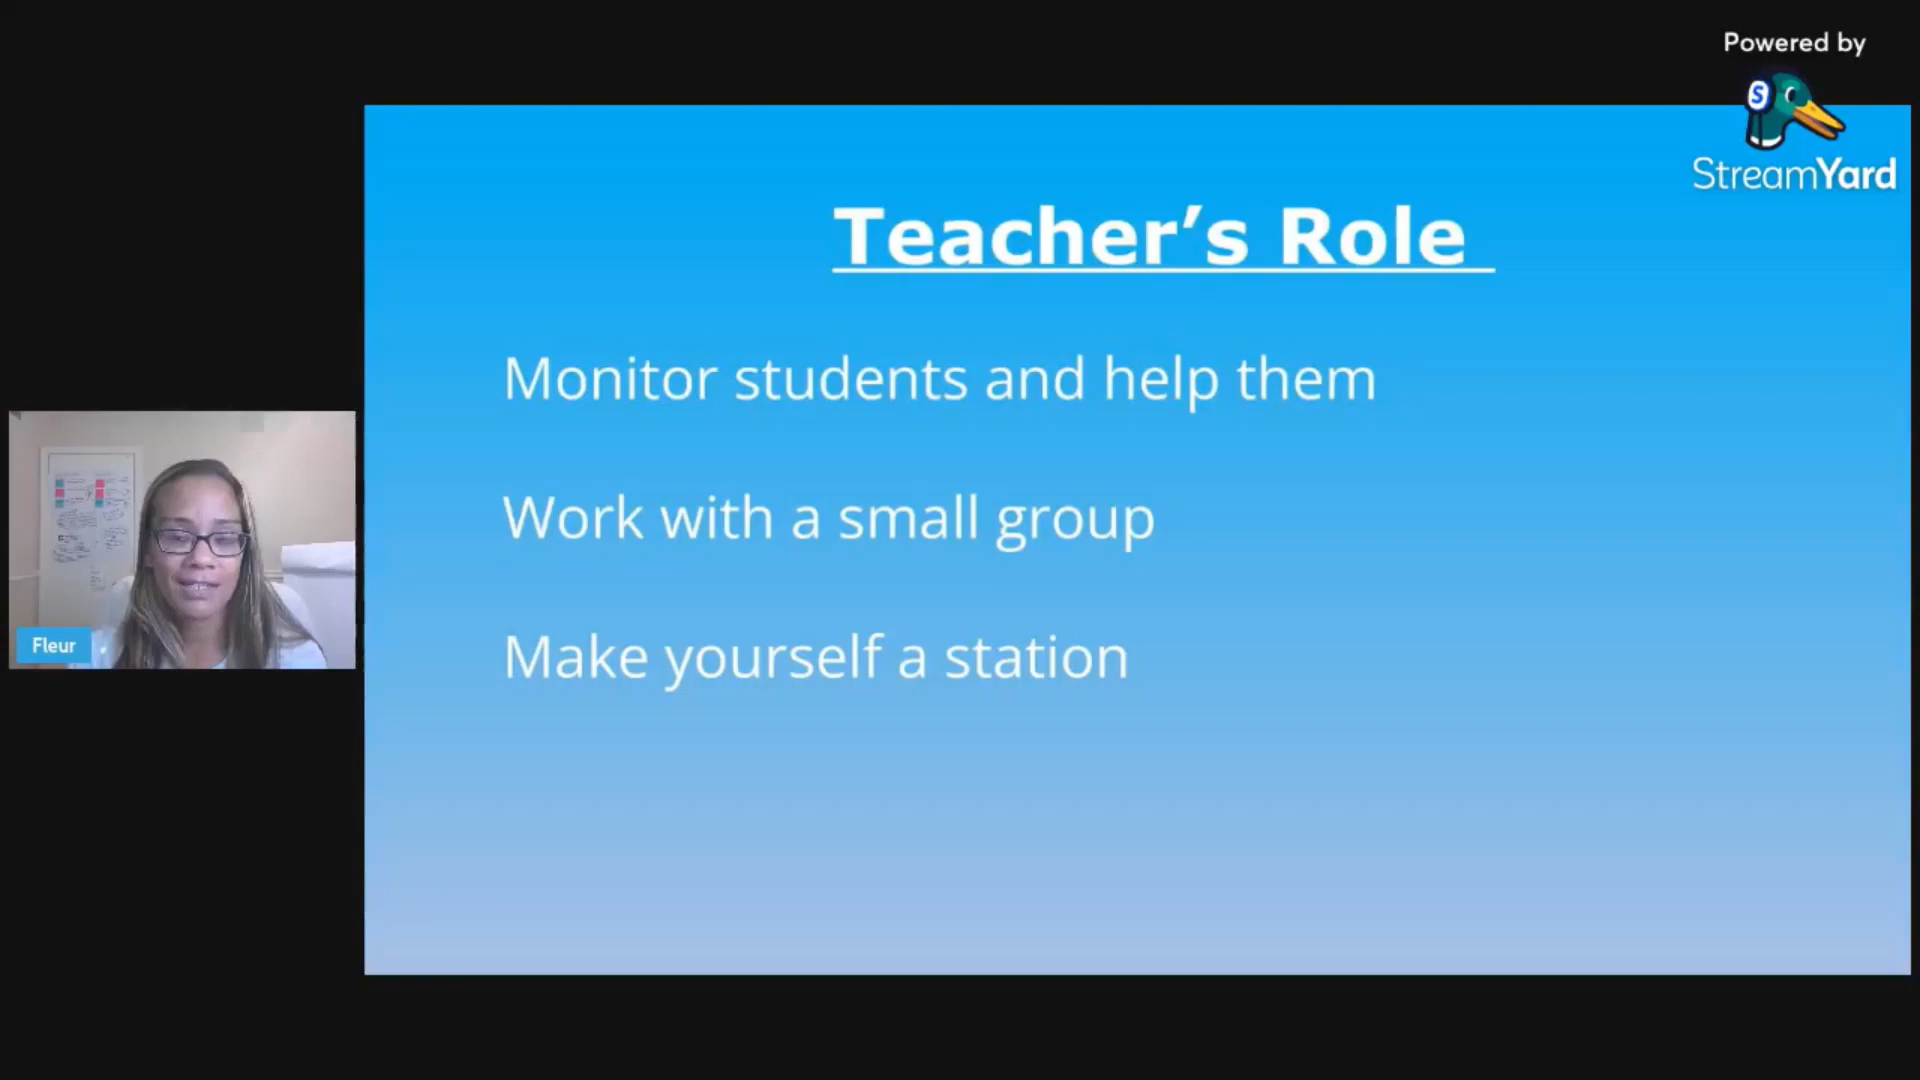 Powered by
S
StreamYard
Teacher’s Role
Monitor students and help them
Work with a small group
Make yourself a station
Fleur